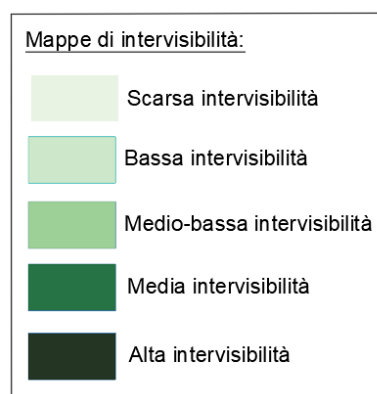 Mappe di intervisibilità:
Scarsa intervisibilità
Bassa intervisibilità
Medio-bassa intervisibilità
Media intervisibilità
Alta intervisibilità